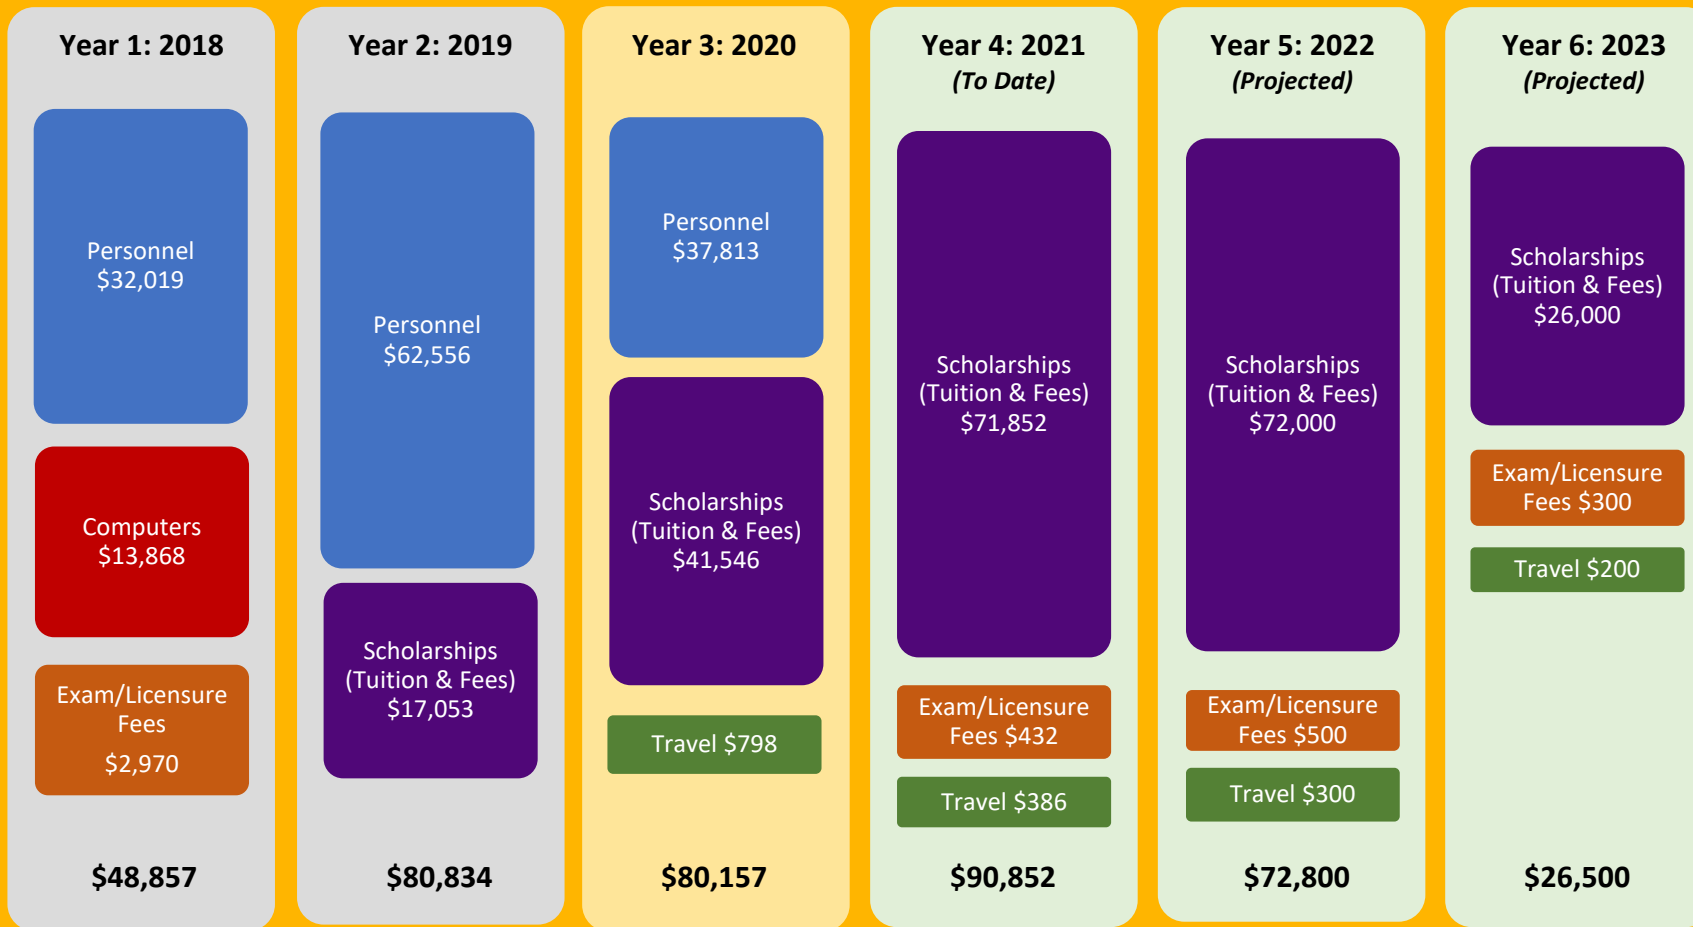 Year 1: 2018
Personnel
$32,019
Computers
$13,868
Exam/Licensure
Fees
$2,970
$48,857
Year 2: 2019
Personnel
$62,556
Scholarships
(Tuition & Fees)
$17,053
$80,834
Year 3: 2020
Personnel
$37,813
Scholarships
(Tuition & Fees)
$41,546
Travel $798
$80,157
Year 4: 2021
(To Date)
Scholarships
(Tuition & Fees)
$71,852
Exam/Licensure
Fees $432
Travel $386
$90,852
Year 5: 2022
(Projected)
Scholarships
(Tuition & Fees)
$72,000
Exam/Licensure
Fees $500
Travel $300
$72,800
Year 6: 2023
(Projected)
Scholarships
(Tuition & Fees)
$26,000
Exam/Licensure
Fees $300
Travel $200
$26,500